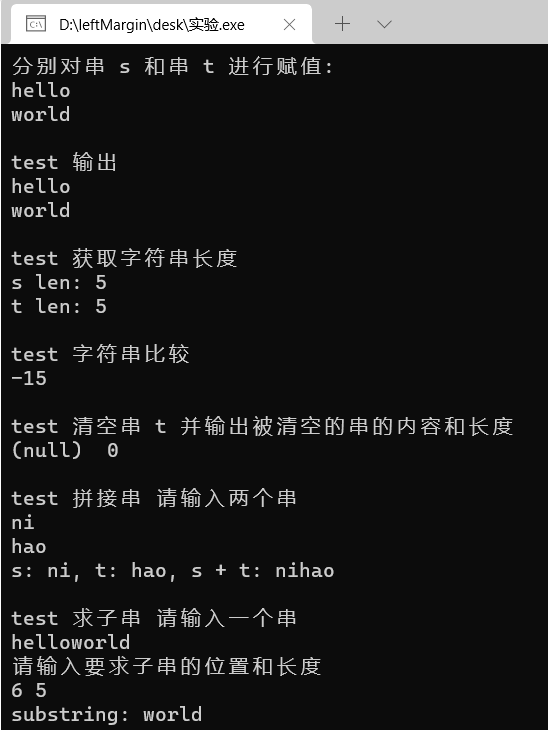 D:\leftMargin\desk\实验.exe
分别对串 s 和串 t 进行赋值:
hello
world
test 输出
hello
world
test 获取字符串长度
s len: 5
t len: 5
test 字符串比较
-15
test 清空串 t 并输出被清空的串的内容和长度
(null)  0
test 拼接串 请输入两个串
ni
hao
s: ni, t: hao, s + t: nihao
test 求子串 请输入一个串
helloworld
请输入要求子串的位置和长度
6 5
substring: world